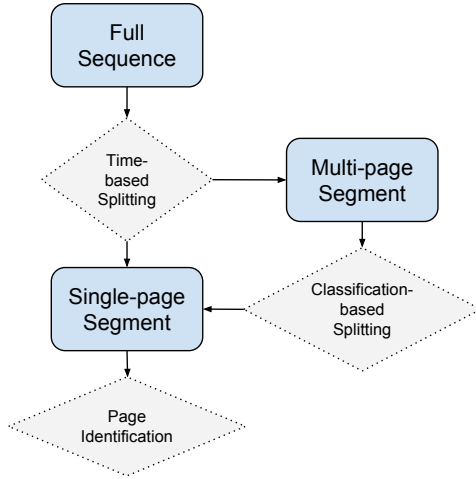 Full
Sequence
Time-
based
Splitting
Multi-page
Segment
Single-page
Segment
Classification-
based
Splitting
Page
Identification